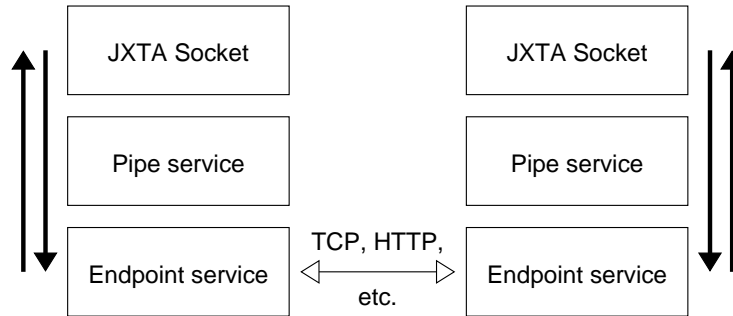 JXTA Socket
JXTA Socket
Pipe service
Pipe service
TCP, HTTP,
Endpoint service
Endpoint service
etc.